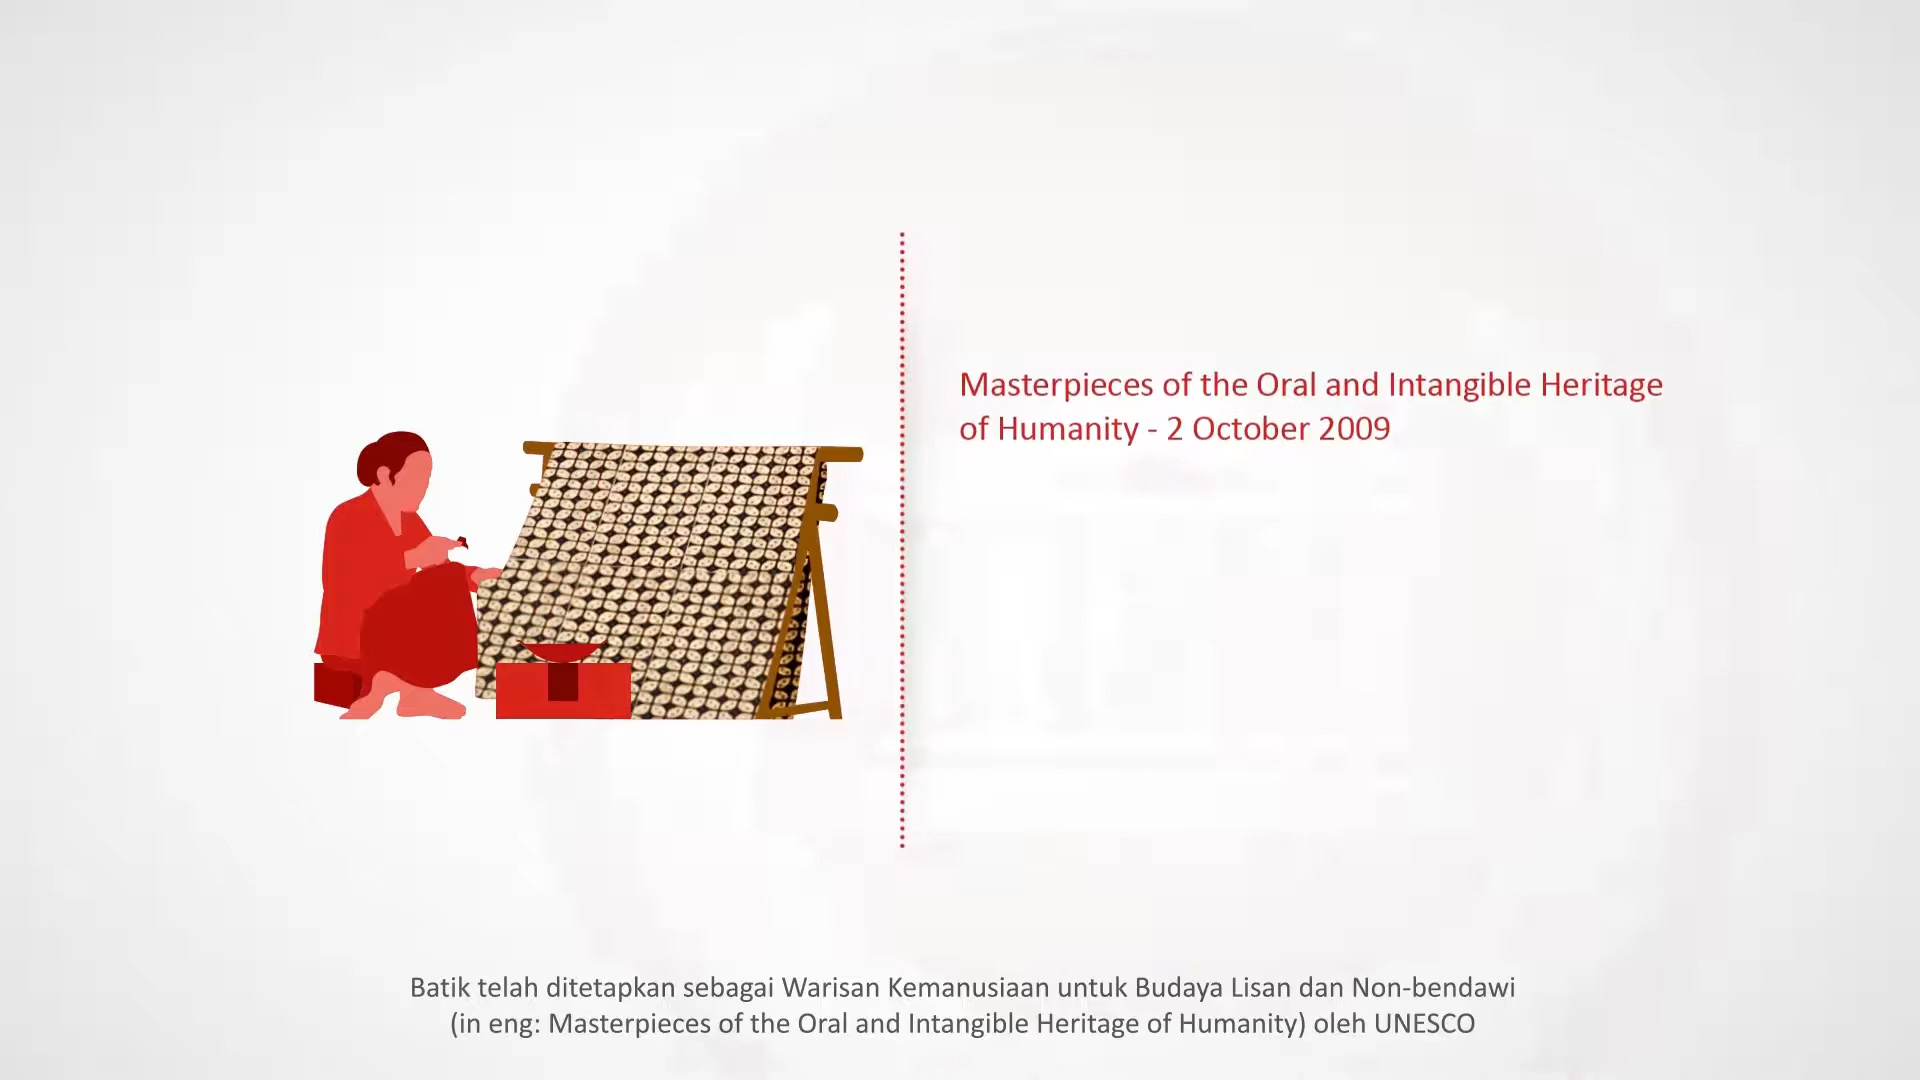 Masterpieces of the Oral and Intangible Heritage
of Humanity - 2 October 2009
Batik telah ditetapkan sebagai Warisan Kemanusiaan untuk Budaya Lisan dan Non-bendawi
(in eng: Masterpieces of the Oral and Intangible Heritage of Humanity) oleh UNESCO